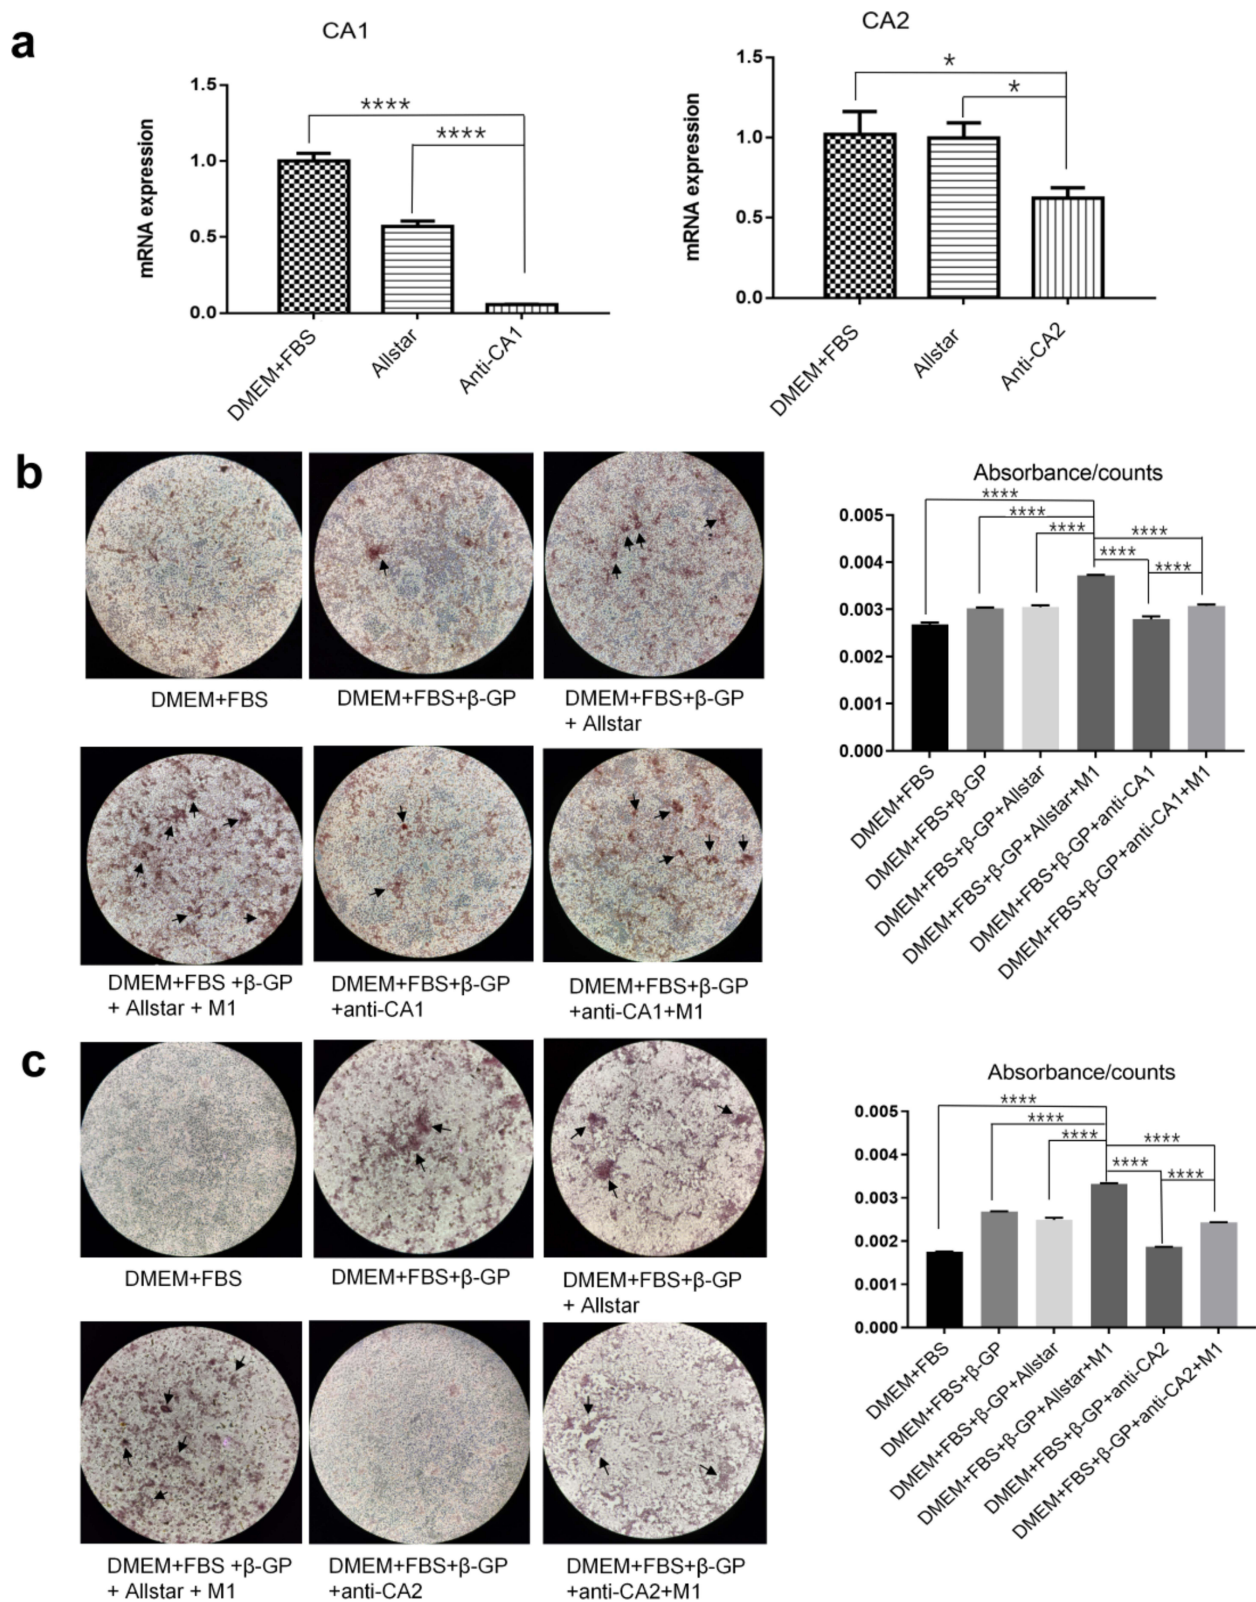 a
CA1
mRNA expression
1.5
1.0
0.5
0.0
****
****
DMEM+FBS
Allstar
Anti-CA1
CA2
mRNA expression
1.5
1.0
0.5
0.0
*
*
DMEM+FBS
Allstar
Anti-CA2
b
DMEM+FBS
DMEM+FBS+β-GP
DMEM+FBS+β-GP
+ Allstar
DMEM+FBS +β-GP
+ Allstar + M1
DMEM+FBS+β-GP
+anti-CA1
DMEM+FBS+β-GP
+anti-CA1+M1
Absorbance/counts
0.005
0.004
0.003
0.002
0.001
0.000
****
****
****
****
****
****
DMEM+FBS
DMEM+FBS+β-GP
DMEM+FBS+β-GP+Allstar
DMEM+FBS+β-GP+Allstar+M1
DMEM+FBS+β-GP+anti-CA1
DMEM+FBS+β-GP+anti-CA1+M1
c
DMEM+FBS
DMEM+FBS+β-GP
DMEM+FBS+β-GP
+ Allstar
DMEM+FBS +β-GP
+ Allstar + M1
DMEM+FBS+β-GP
+anti-CA2
DMEM+FBS+β-GP
+anti-CA2+M1
Absorbance/counts
0.005
0.004
0.003
0.002
0.001
0.000
****
****
****
****
****
****
DMEM+FBS
DMEM+FBS+β-GP
DMEM+FBS+β-GP+Allstar
DMEM+FBS+β-GP+Allstar+M1
DMEM+FBS+β-GP+anti-CA2
DMEM+FBS+β-GP+anti-CA2+M1